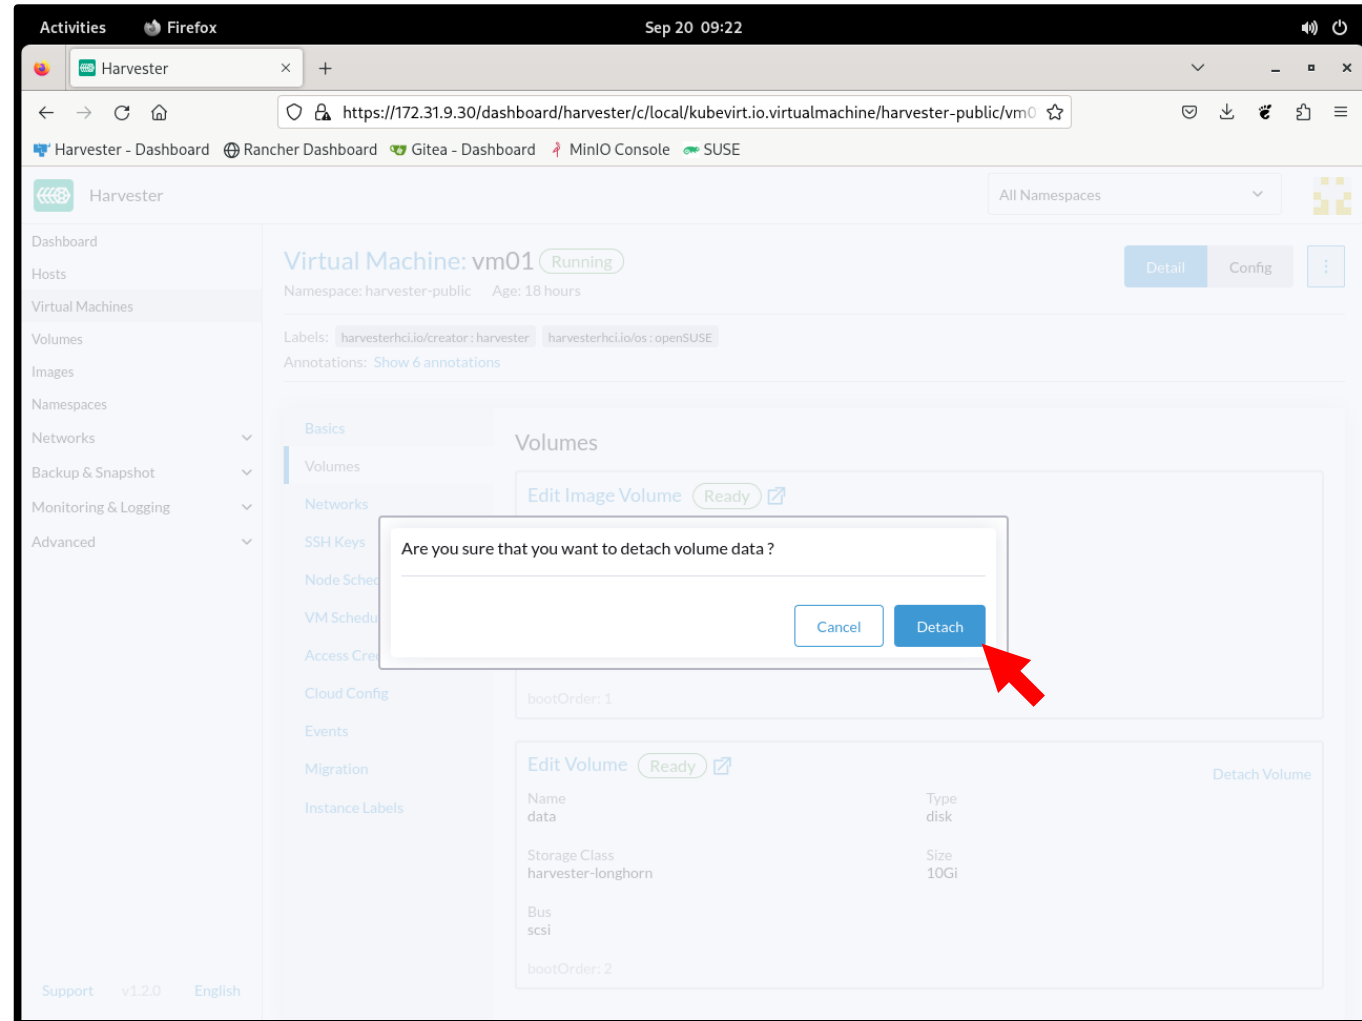 Activities Firefox Sep 20 09:22
Harvester
https://172.31.9.30/dashboard/harvester/c/local/kubevirt.io.virtualmachine/harvester-public/vm0
Harvester - Dashboard Rancher Dashboard Gitea - Dashboard MinIO Console SUSE
Harvester All Namespaces
Dashboard
Hosts
Virtual Machines
Volumes
Images
Namespaces
Networks
Backup & Snapshot
Monitoring & Logging
Advanced
Support v1.2.0 English
Virtual Machine: vm01 Running
Detail Config
Namespace: harvester-public Age: 18 hours
Labels: harvesterhci.io/creator : harvester harvesterhci.io/os : openSUSE
Annotations: Show 6 annotations
Basics
Volumes
Networks
SSH Keys
Node Sched
VM Schedu
Access Cre
Cloud Config
Events
Migration
Instance Labels
Volumes
Edit Image Volume Ready
Are you sure that you want to detach volume data ?
Cancel Detach
bootOrder: 1
Edit Volume Ready
Detach Volume
Name Type
data disk
Storage Class Size
harvester-longhorn 10Gi
Bus
scsi
bootOrder: 2